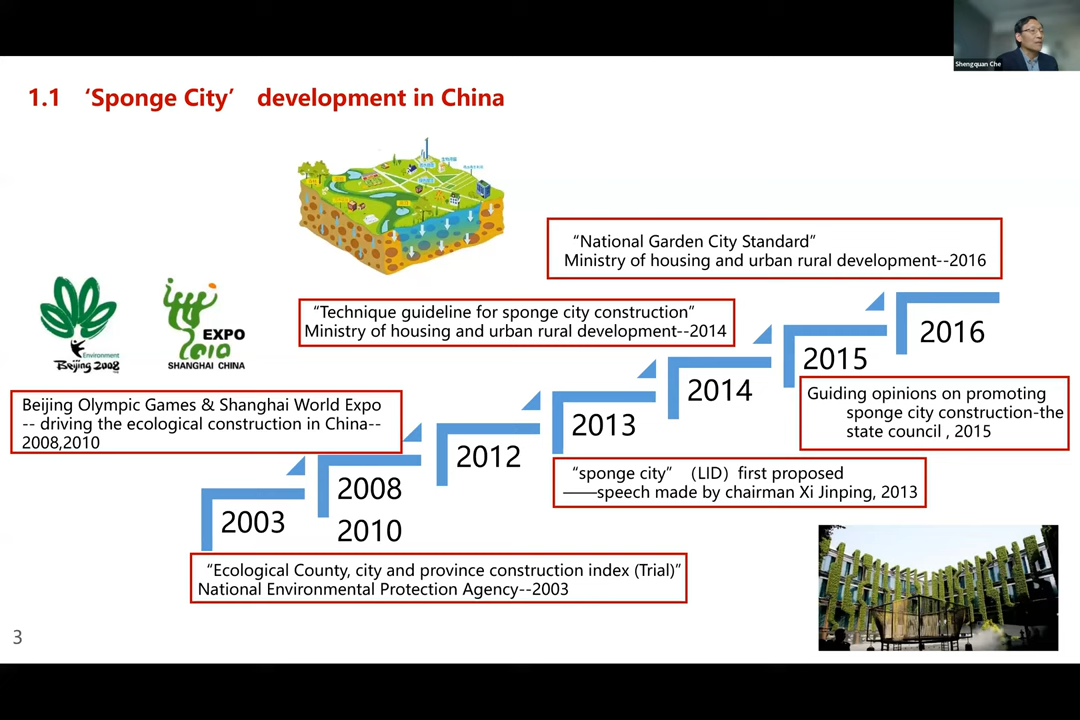 Shengquan Che
1.1 ‘Sponge City’ development in China
“National Garden City Standard”
Ministry of housing and urban rural development--2016
“Technique guideline for sponge city construction”
Ministry of housing and urban rural development--2014
Environment
Beijing 2008
EXPO
2010
SHANGHAI CHINA
2016
2015
Guiding opinions on promoting
sponge city construction-the
state council , 2015
2014
Beijing Olympic Games & Shanghai World Expo
-- driving the ecological construction in China--
2008,2010
2013
2012
“sponge city” （LID）first proposed
——speech made by chairman Xi Jinping, 2013
2008
2010
2003
“Ecological County, city and province construction index (Trial)”
National Environmental Protection Agency--2003
3